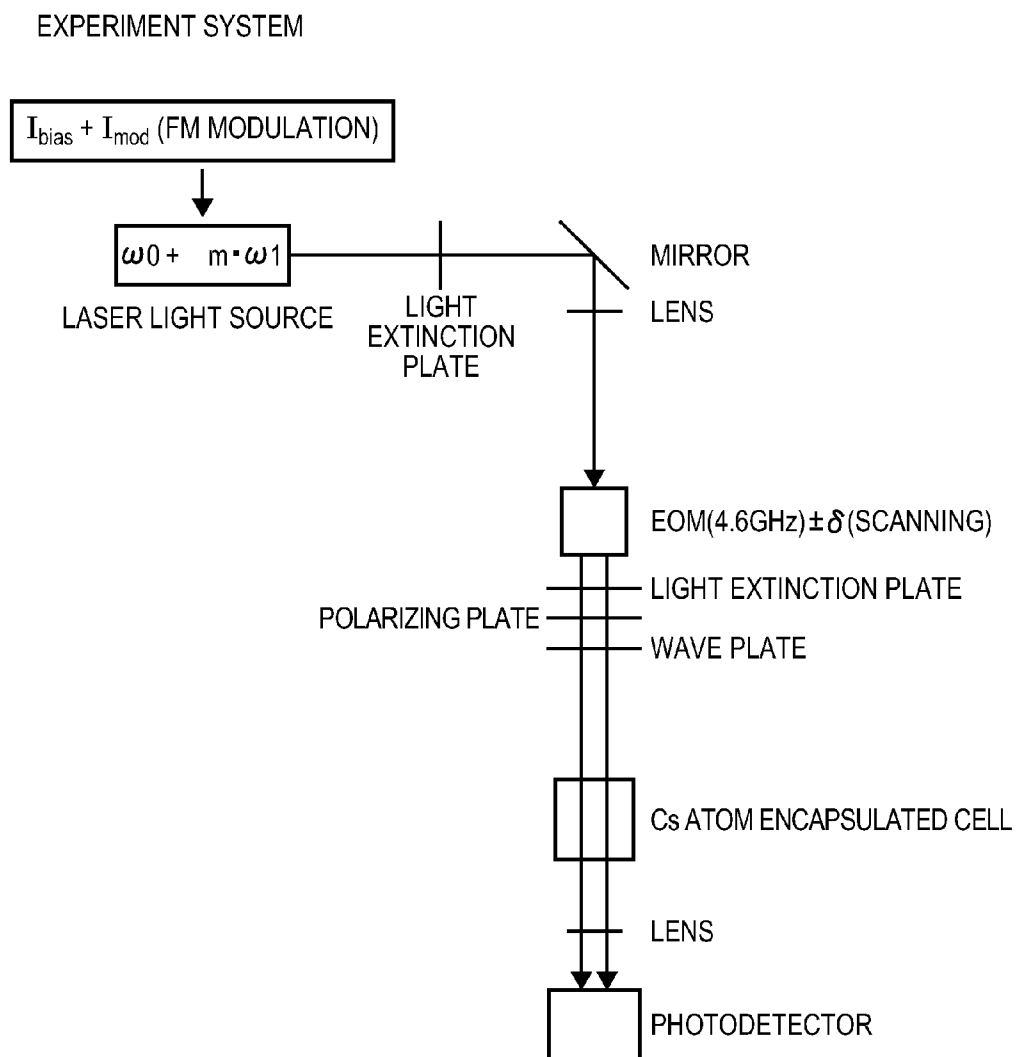 EXPERIMENT SYSTEM
Ibias + Imod (FM MODULATION)
ω0 + m・ω1
LASER LIGHT SOURCE
LIGHT
EXTINCTION
PLATE
MIRROR
LENS
EOM(4.6GHz)±δ(SCANNING)
LIGHT EXTINCTION PLATE
POLARIZING PLATE
WAVE PLATE
Cs ATOM ENCAPSULATED CELL
LENS
PHOTODETECTOR